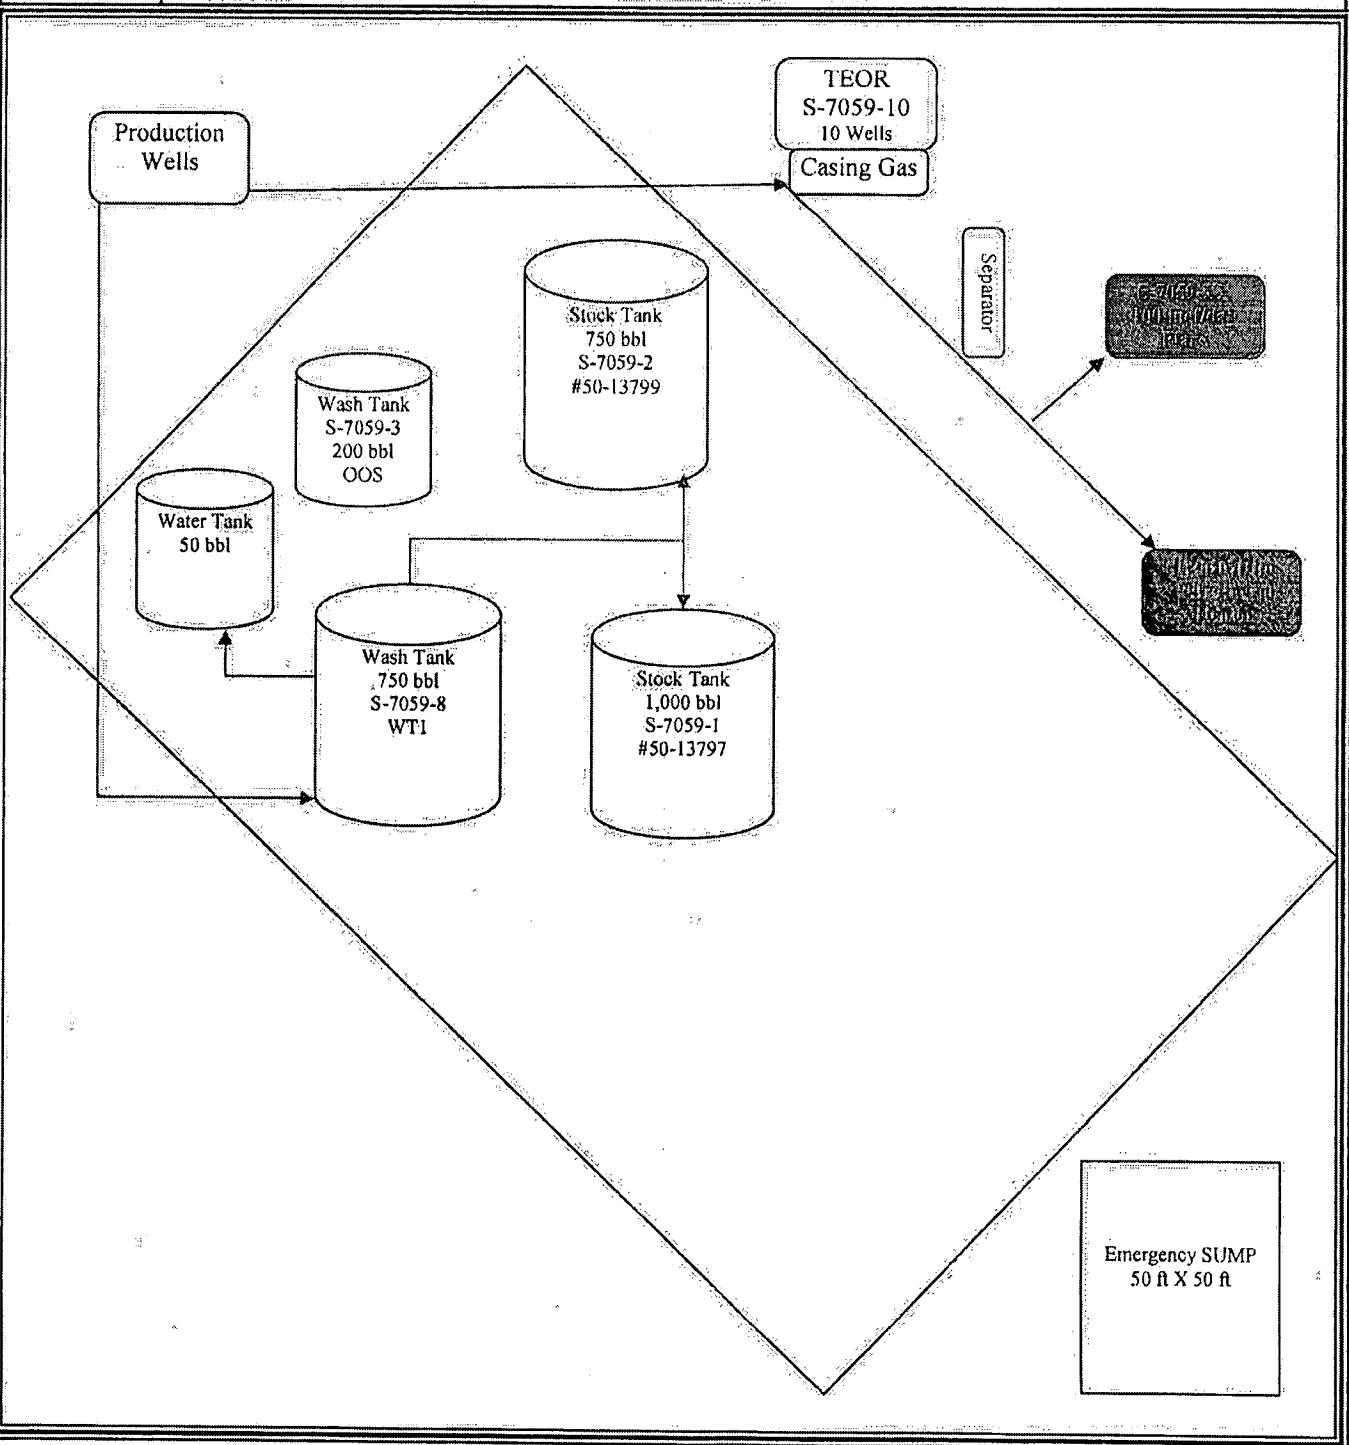 TEOR
S-7059-10
10 Wells
Casing Gas
Production
Wells
Separator
Stock Tank
750 bbl
S-7059-2
#50-13799
Wash Tank
S-7059-3
200 bbl
OOS
Water Tank
50 bbl
Wash Tank
750 bbl
S-7059-8
WT1
Stock Tank
1,000 bbl
S-7059-1
#50-13797
Emergency SUMP
50 ft X 50 ft